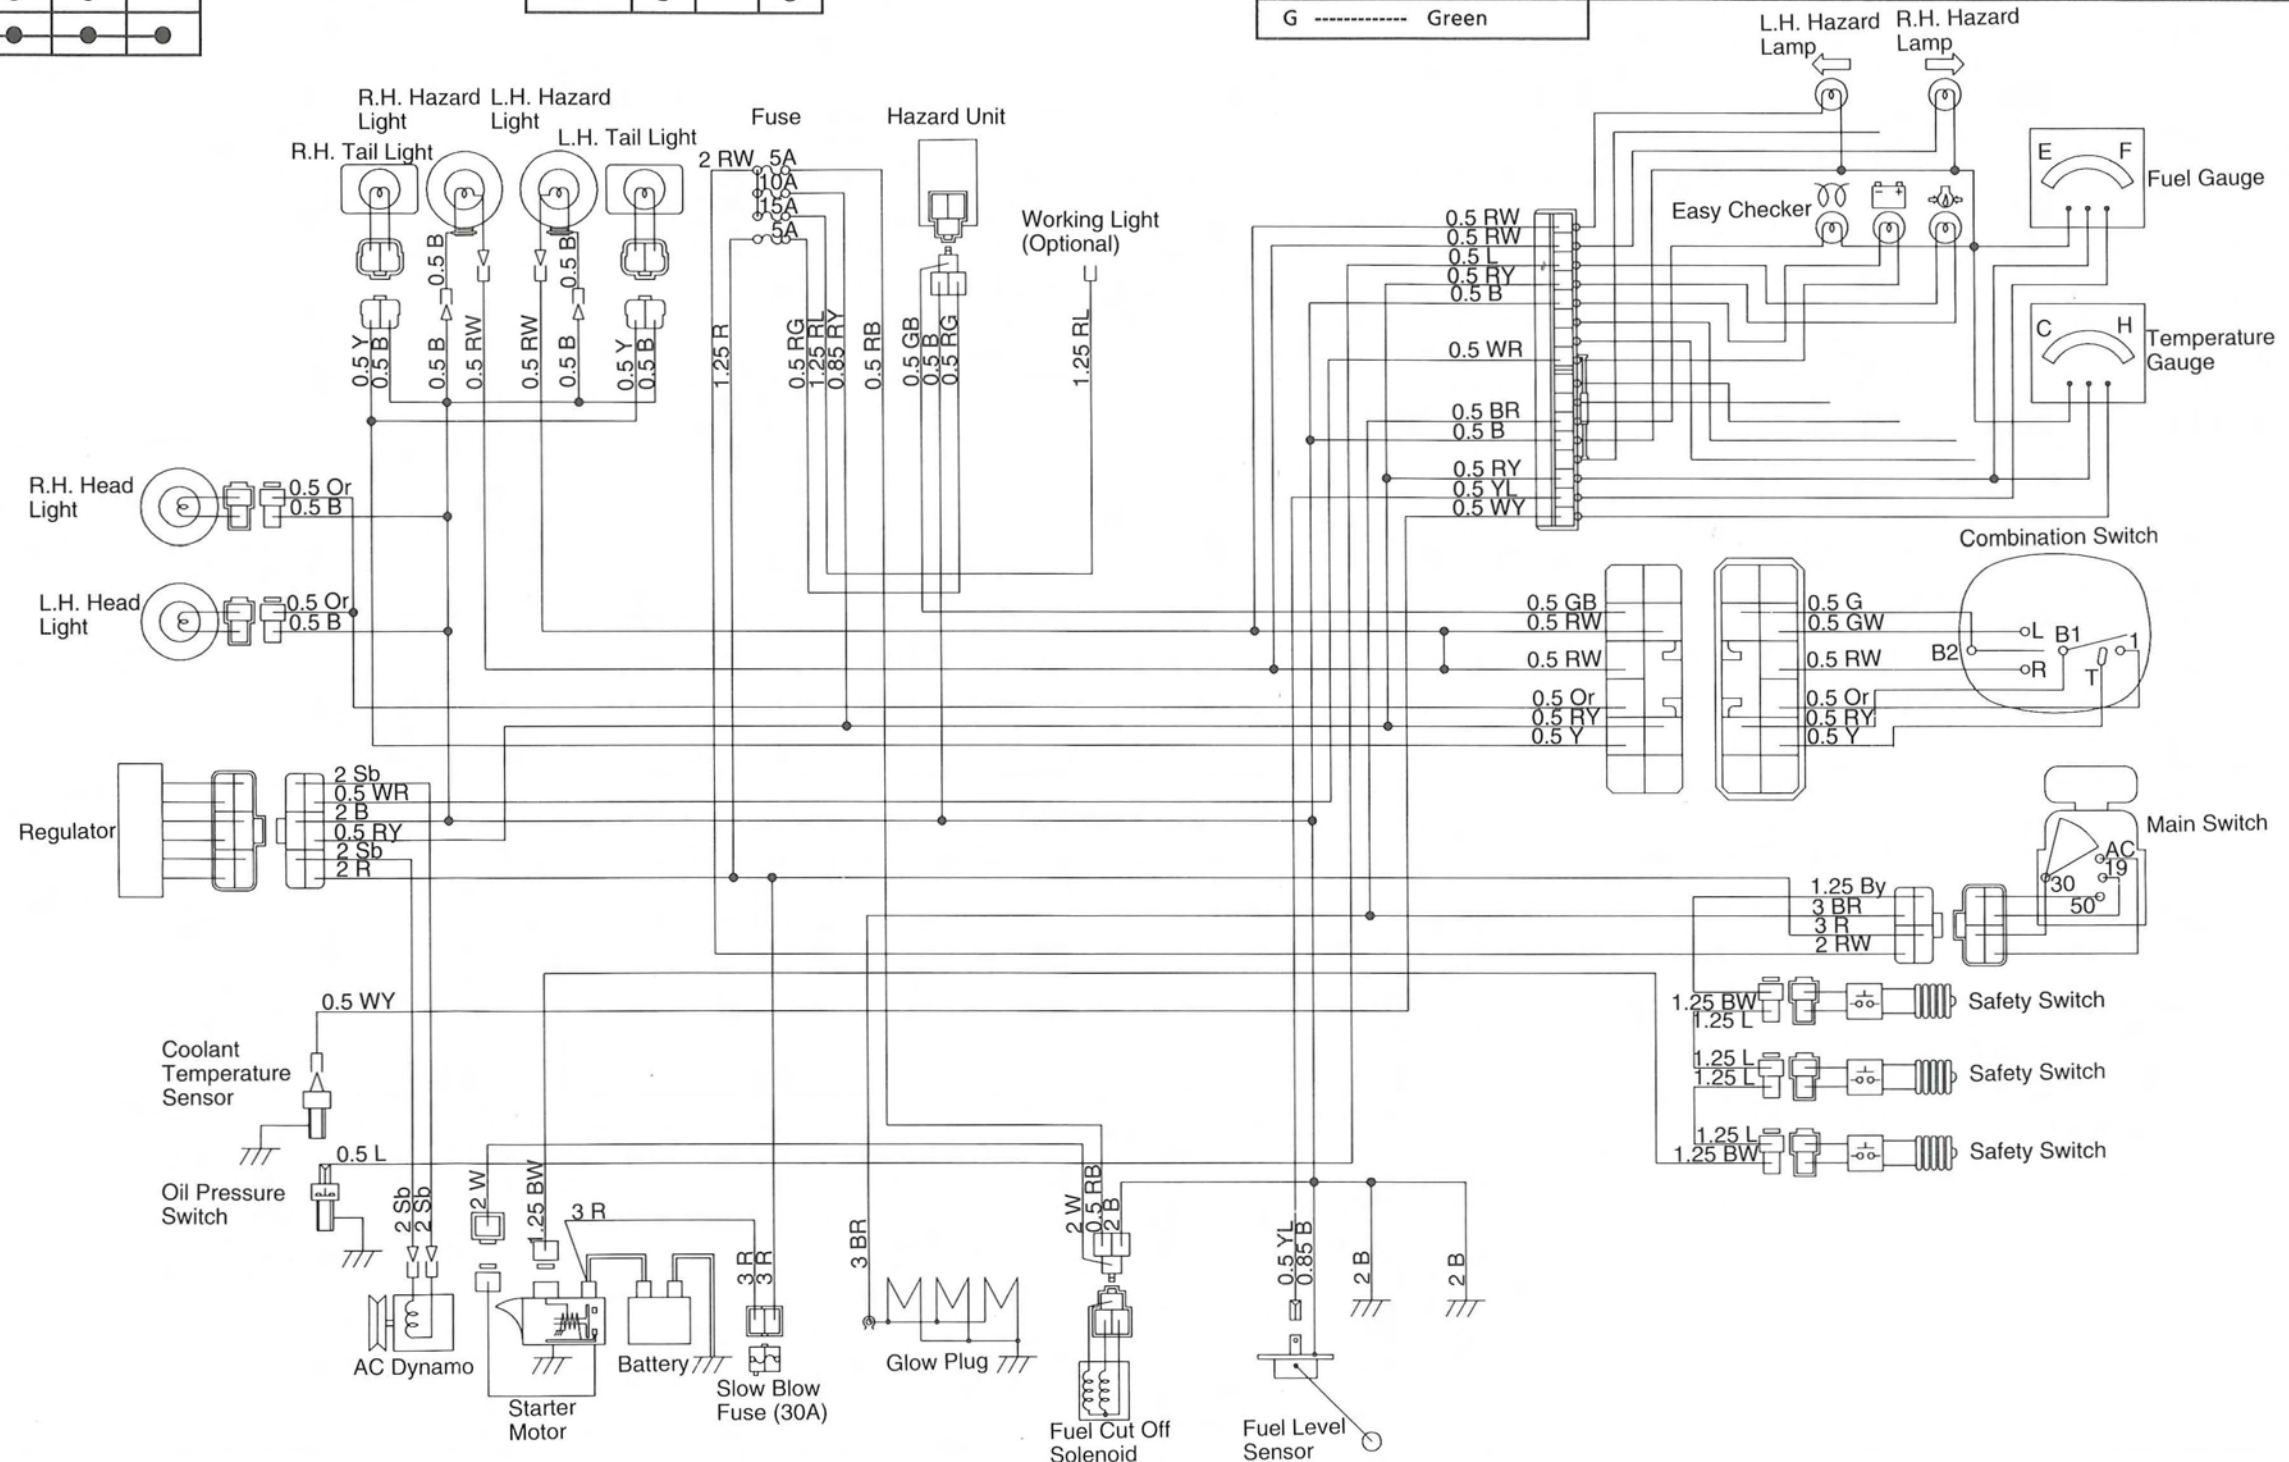 G ------------- Green
L.H. Hazard
Lamp
R.H. Hazard
Lamp
R.H. Hazard
Light
L.H. Hazard
Light
R.H. Tail Light
L.H. Tail Light
Fuse
Hazard Unit
2 RW
5A
10A
15A
5A
Working Light
(Optional)
Easy Checker
E
F
Fuel Gauge
C
H
Temperature
Gauge
0.5 RW
0.5 RW
0.5 L
0.5 RY
0.5 B
0.5 WR
0.5 BR
0.5 B
0.5 RY
0.5 YL
0.5 WY
0.5 B
0.5 B
0.5 Y
0.5 B
0.5 B
0.5 RW
0.5 RW
0.5 B
0.5 Y
0.5 B
1.25 R
0.5 RG
1.25 RL
0.85 RY
0.5 RB
0.5 GB
0.5 B
0.5 RG
1.25 RL
R.H. Head
Light
0.5 Or
0.5 B
L.H. Head
Light
0.5 Or
0.5 B
Combination Switch
0.5 GB
0.5 RW
0.5 RW
0.5 Or
0.5 RY
0.5 Y
0.5 G
0.5 GW
0.5 RW
0.5 Or
0.5 RY
0.5 Y
L
B1
1
B2
R
T
Regulator
2 Sb
0.5 WR
2 B
0.5 RY
2 Sb
2 R
Main Switch
AC
19
30
50
1.25 By
3 BR
3 R
2 RW
1.25 BW
1.25 L
Safety Switch
1.25 L
1.25 L
Safety Switch
1.25 L
1.25 BW
Safety Switch
0.5 WY
Coolant
Temperature
Sensor
0.5 L
Oil Pressure
Switch
2 Sb
2 Sb
2 W
1.25 BW
3 R
3 R
3 R
3 BR
2 W
0.5 RB
2 B
0.5 YL
0.85 B
2 B
2 B
AC Dynamo
Starter
Motor
Battery
Slow Blow
Fuse (30A)
Glow Plug
Fuel Cut Off
Solenoid
Fuel Level
Sensor